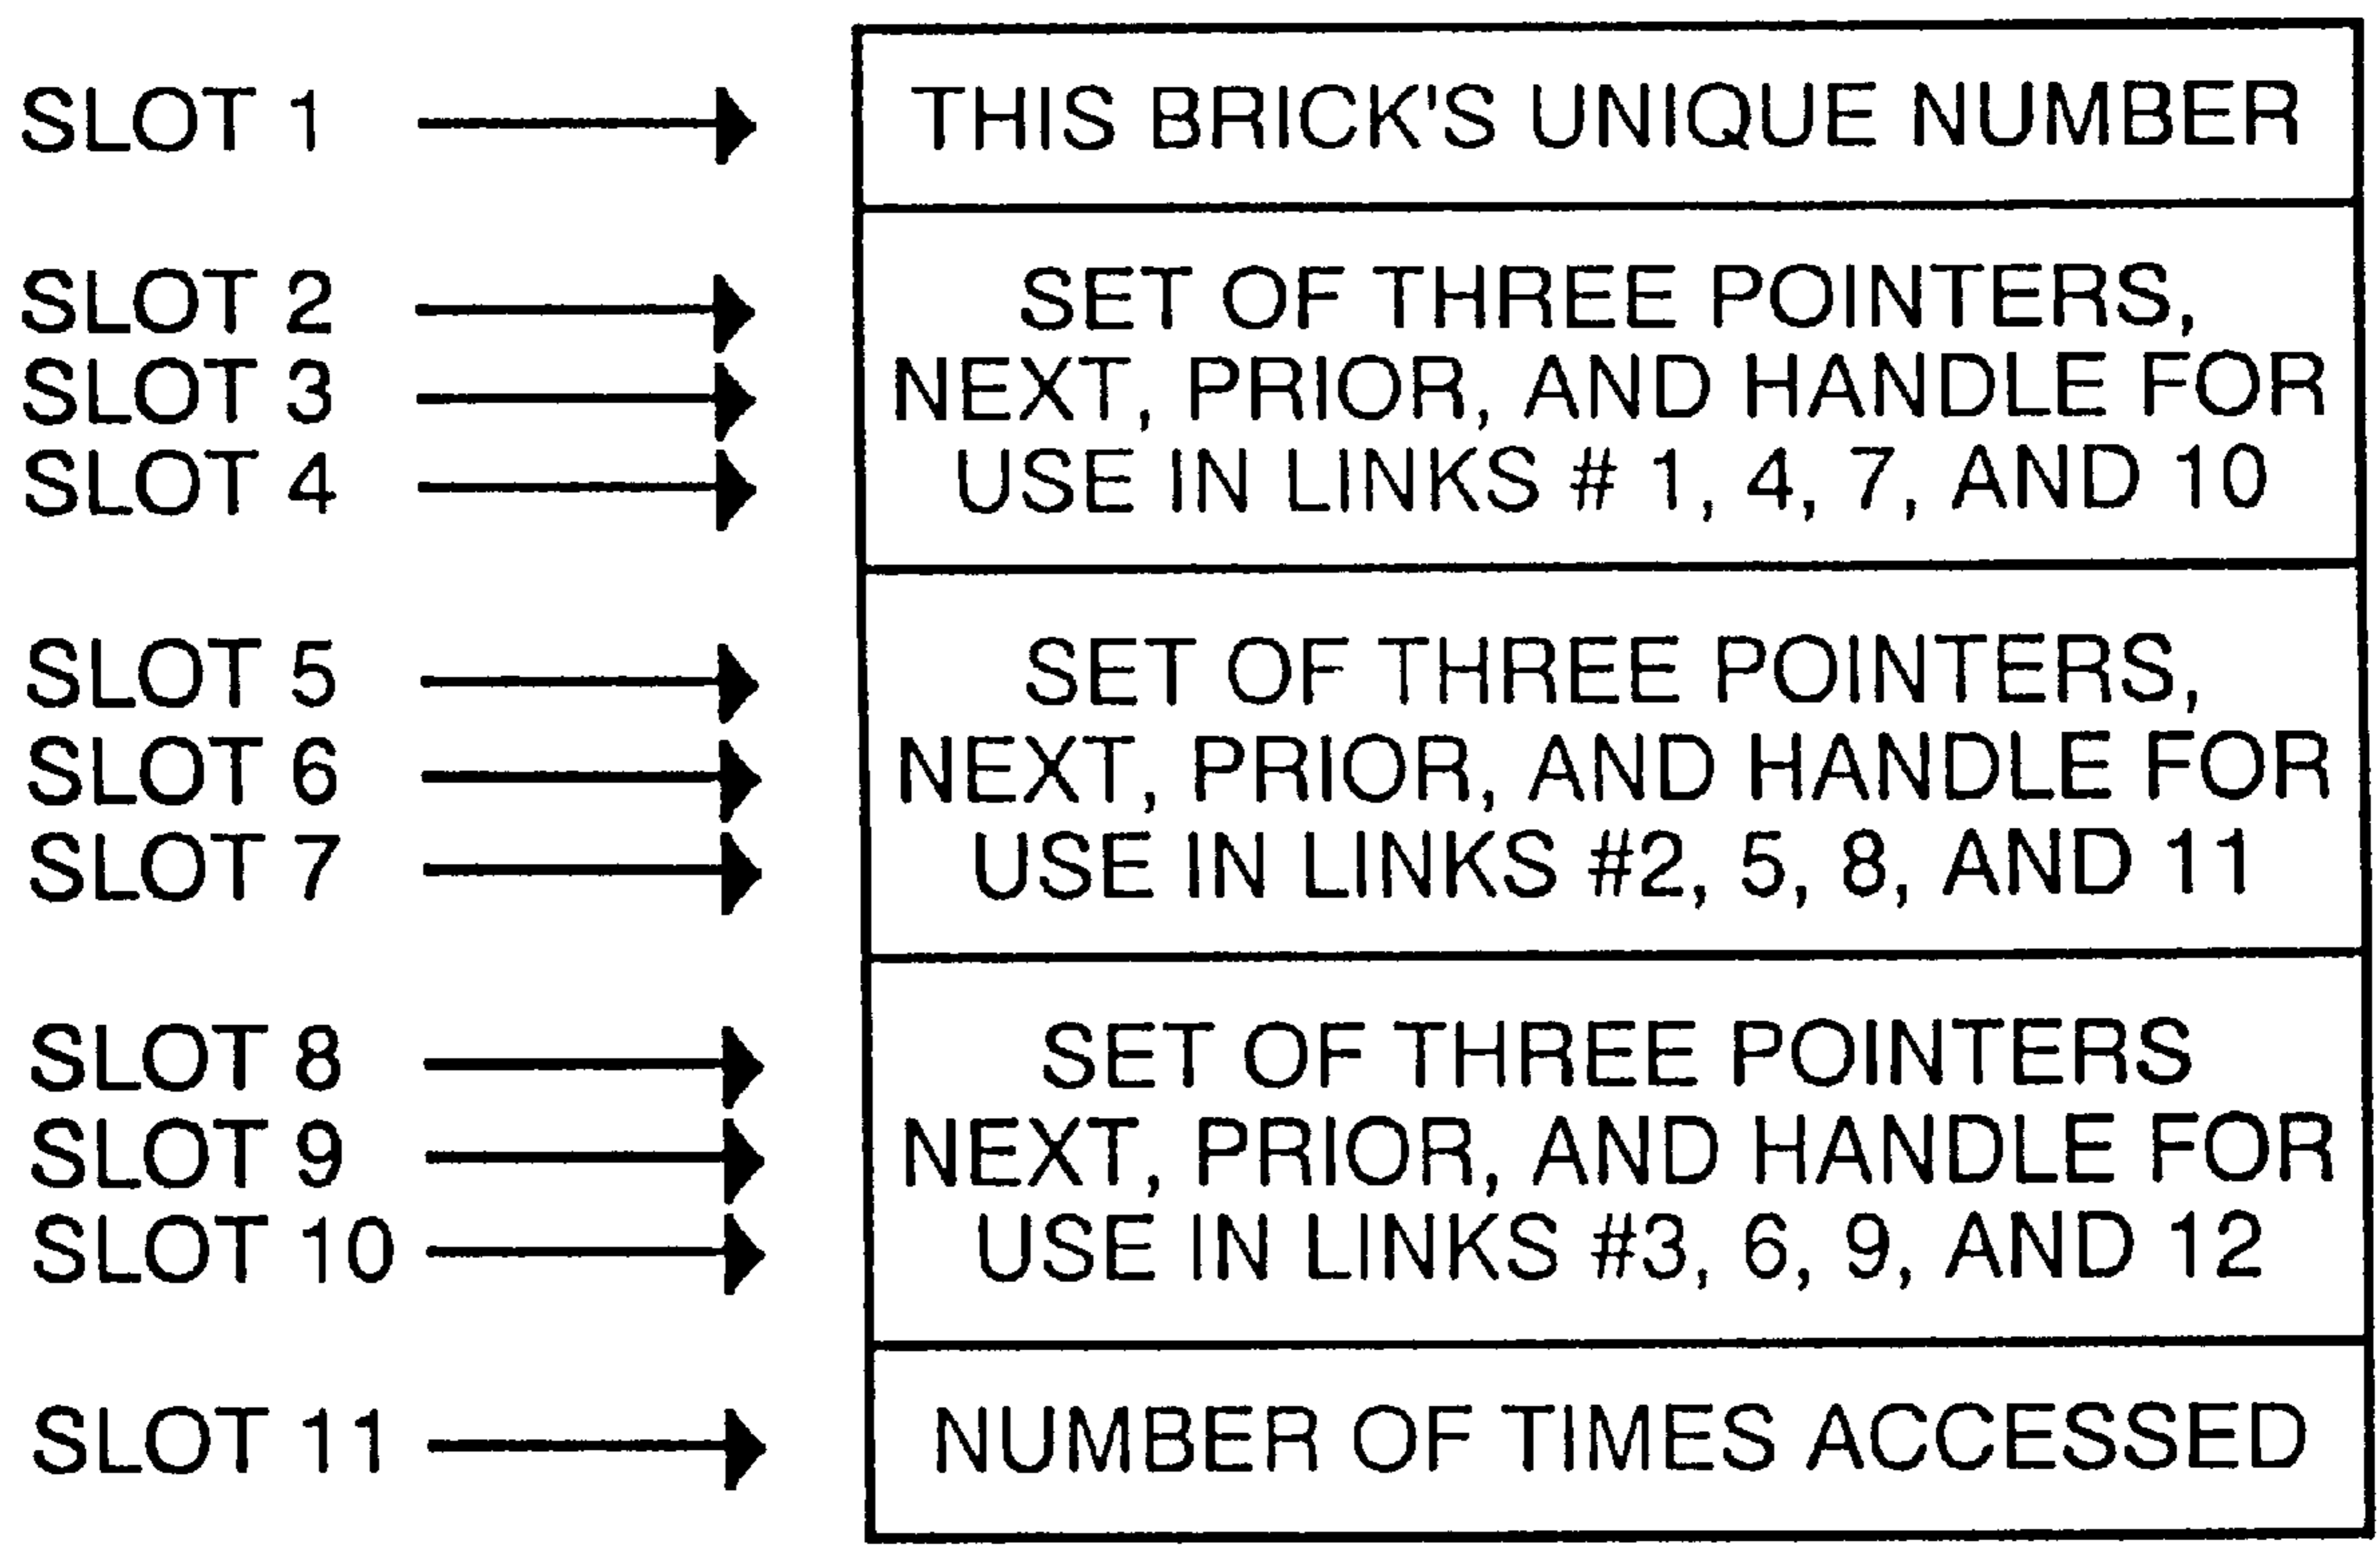 SLOT 1 THIS BRICK'S UNIQUE NUMBER
SLOT 2 SET OF THREE POINTERS,
SLOT 3 NEXT, PRIOR, AND HANDLE FOR
SLOT 4 USE IN LINKS # 1, 4, 7, AND 10
SLOT 5 SET OF THREE POINTERS,
SLOT 6 NEXT, PRIOR, AND HANDLE FOR
SLOT 7 USE IN LINKS #2, 5, 8, AND 11
SLOT 8 SET OF THREE POINTERS
SLOT 9 NEXT, PRIOR, AND HANDLE FOR
SLOT 10 USE IN LINKS #3, 6, 9, AND 12
SLOT 11 NUMBER OF TIMES ACCESSED